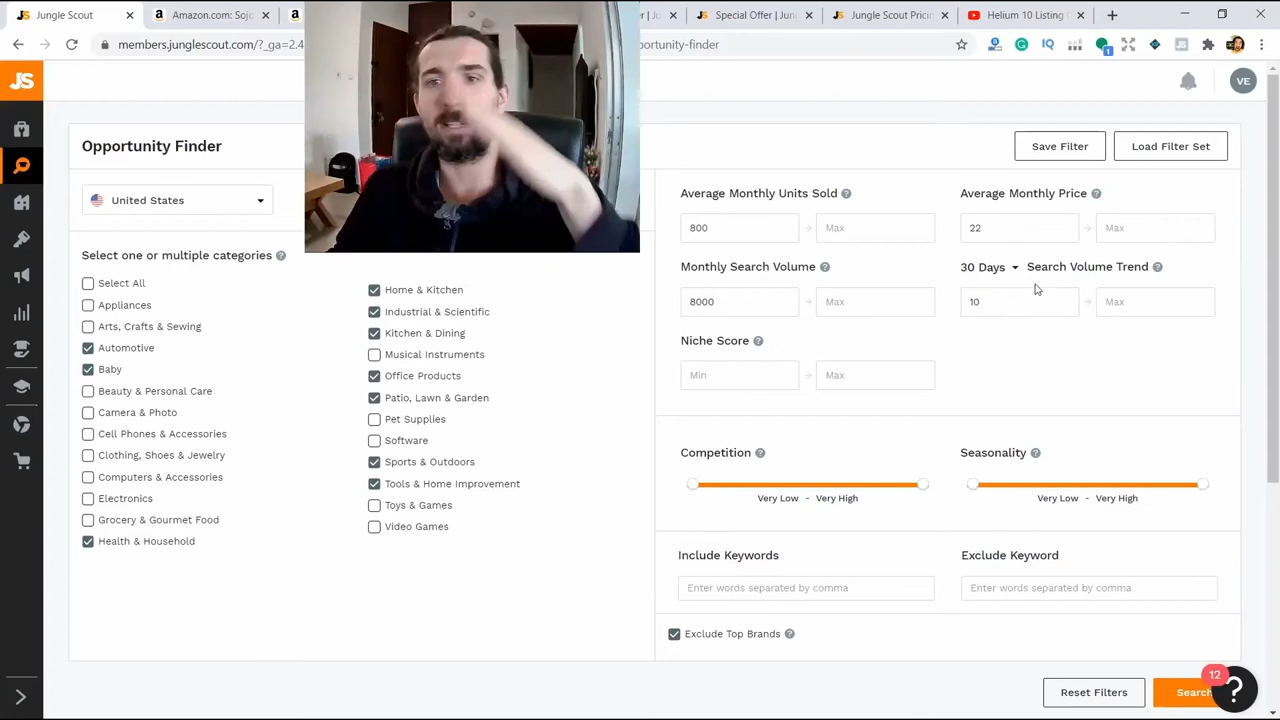 Jungle Scout
Amazon.com: Sojo
Special Offer | Jungl
Jungle Scout Pricin
Helium 10 Listing
members.junglescout.com/?_ga=2.4
portunity-finder
1
JS
VE
Opportunity Finder
Save Filter
Load Filter Set
United States
Average Monthly Units Sold
Average Monthly Price
800
Max
22
Max
Select one or multiple categories
Monthly Search Volume
30 Days
Search Volume Trend
8000
Max
10
Max
Niche Score
Min
Max
Select All
Appliances
Arts, Crafts & Sewing
Automotive
Baby
Beauty & Personal Care
Camera & Photo
Cell Phones & Accessories
Clothing, Shoes & Jewelry
Computers & Accessories
Electronics
Grocery & Gourmet Food
Health & Household
Home & Kitchen
Industrial & Scientific
Kitchen & Dining
Musical Instruments
Office Products
Patio, Lawn & Garden
Pet Supplies
Software
Sports & Outdoors
Tools & Home Improvement
Toys & Games
Video Games
Competition
Seasonality
Very Low - Very High
Very Low - Very High
Include Keywords
Exclude Keyword
Enter words separated by comma
Enter words separated by comma
Exclude Top Brands
Reset Filters
Search
12